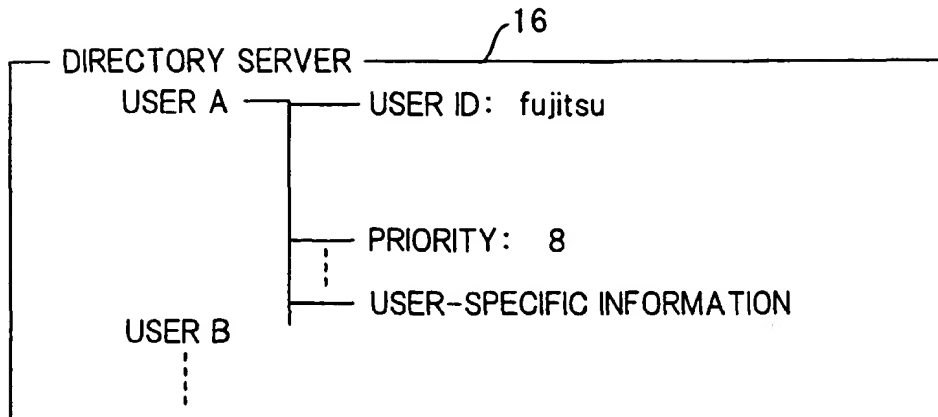 16
DIRECTORY SERVER
USER A
USER ID: fujitsu
PRIORITY: 8
USER-SPECIFIC INFORMATION
USER B